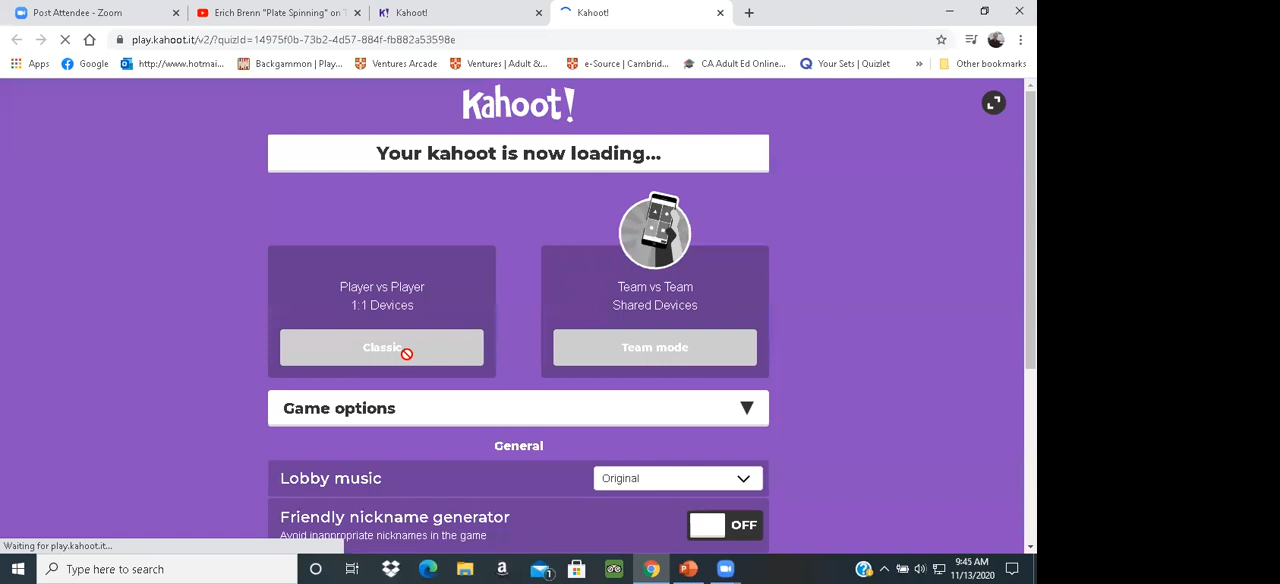 Post Attendee - Zoom
Erich Brenn "Plate Spinning" on
Kahoot!
Kahoot!
play.kahoot.it/v2/?quizId=14975f0b-73b2-4d57-884f-fb882a53598e
Apps
Google
http://www.hotmai...
Backgammon | Play...
Ventures Arcade
Ventures | Adult &...
e-Source | Cambrid...
CA Adult Ed Online...
Your Sets | Quizlet
»
Other bookmarks
Kahoot!
Your kahoot is now loading...
Player vs Player
1:1 Devices
Classic
Team vs Team
Shared Devices
Team mode
Game options
General
Lobby music
Original
Friendly nickname generator
Avoid inappropriate nicknames in the game
OFF
Waiting for play.kahoot.it...
Type here to search
9:45 AM
11/13/2020